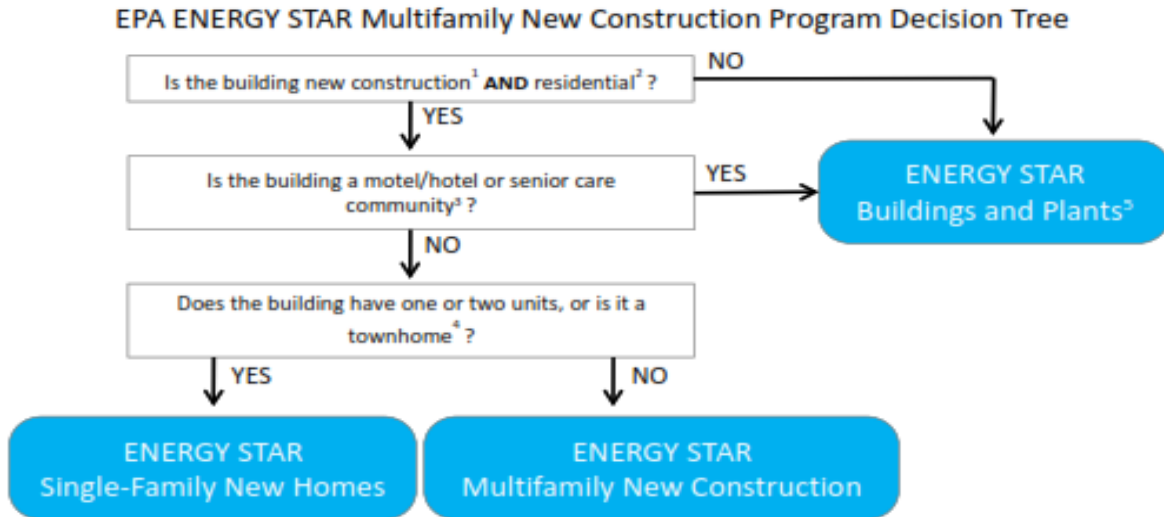 EPA ENERGY STAR Multifamily New Construction Program Decision Tree
Is the building new construction¹ AND residential² ?
NO
YES
Is the building a motel/hotel or senior care
community³ ?
YES
ENERGY STAR
Buildings and Plants⁵
NO
Does the building have one or two units, or is it a
townhome⁴ ?
YES
NO
ENERGY STAR
Single-Family New Homes
ENERGY STAR
Multifamily New Construction